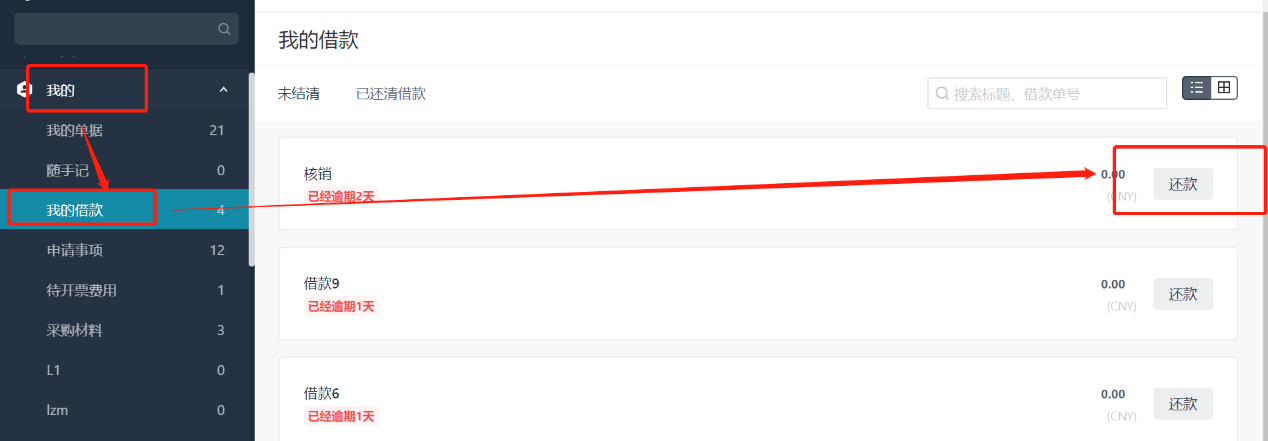 我的
我的单据 21
随手记 0
我的借款 4
申请事项 12
待开票费用 1
采购材料 3
L1 0
lzm 0
我的借款
未结清 已还清借款 搜索标题、借款单号
核销 0.00 还款
已经逾期2天 (CNY)
借款9 0.00 还款
已经逾期1天 (CNY)
借款6 0.00 还款
已经逾期1天 (CNY)